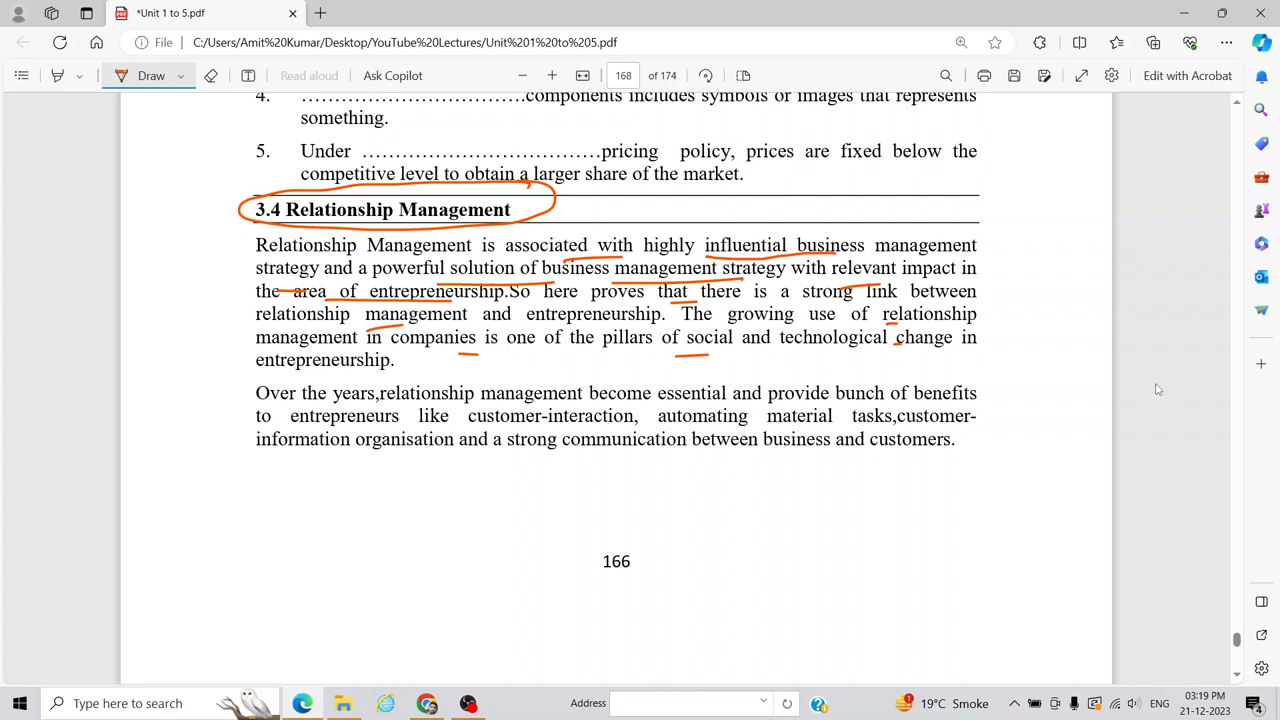 *Unit 1 to 5.pdf
File C:/Users/Amit%20Kumar/Desktop/YouTube%20Lectures/Unit%201%20to%205.pdf
Draw Read aloud Ask Copilot 168 of 174 Edit with Acrobat
4. ……………………………….components includes symbols or images that represents
something.
5. Under ………………………………pricing policy, prices are fixed below the
competitive level to obtain a larger share of the market.
3.4 Relationship Management
Relationship Management is associated with highly influential business management
strategy and a powerful solution of business management strategy with relevant impact in
the area of entrepreneurship.So here proves that there is a strong link between
relationship management and entrepreneurship. The growing use of relationship
management in companies is one of the pillars of social and technological change in
entrepreneurship.
Over the years,relationship management become essential and provide bunch of benefits
to entrepreneurs like customer-interaction, automating material tasks,customer-
information organisation and a strong communication between business and customers.
166
Type here to search Address 19°C Smoke ENG 03:19 PM
21-12-2023 4